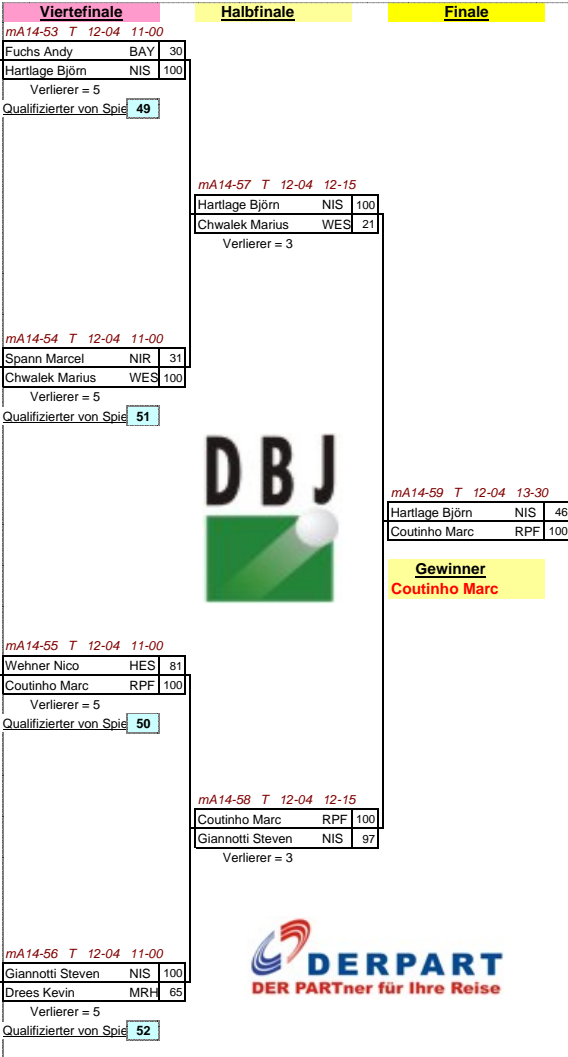 Viertefinale
Halbfinale
Finale
mA14-53 T 12-04 11-00
Fuchs Andy BAY 30
Hartlage Björn NIS 100
Verlierer = 5
Qualifizierter von Spie 49
mA14-57 T 12-04 12-15
Hartlage Björn NIS 100
Chwalek Marius WES 21
Verlierer = 3
mA14-54 T 12-04 11-00
Spann Marcel NIR 31
Chwalek Marius WES 100
Verlierer = 5
Qualifizierter von Spie 51
DBJ
mA14-59 T 12-04 13-30
Hartlage Björn NIS 46
Coutinho Marc RPF 100
Gewinner
Coutinho Marc
mA14-55 T 12-04 11-00
Wehner Nico HES 81
Coutinho Marc RPF 100
Verlierer = 5
Qualifizierter von Spie 50
mA14-58 T 12-04 12-15
Coutinho Marc RPF 100
Giannotti Steven NIS 97
Verlierer = 3
mA14-56 T 12-04 11-00
Giannotti Steven NIS 100
Drees Kevin MRH 65
Verlierer = 5
Qualifizierter von Spie 52
DERPART
DER PARTner für Ihre Reise